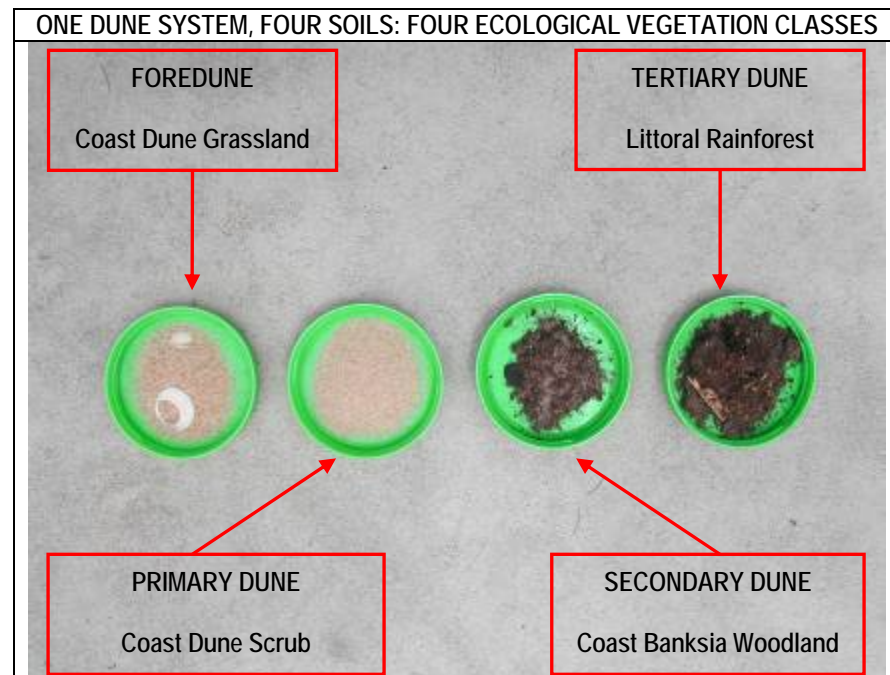 ONE DUNE SYSTEM, FOUR SOILS: FOUR ECOLOGICAL VEGETATION CLASSES
FOREDUNE
Coast Dune Grassland
TERTIARY DUNE
Littoral Rainforest
PRIMARY DUNE
Coast Dune Scrub
SECONDARY DUNE
Coast Banksia Woodland